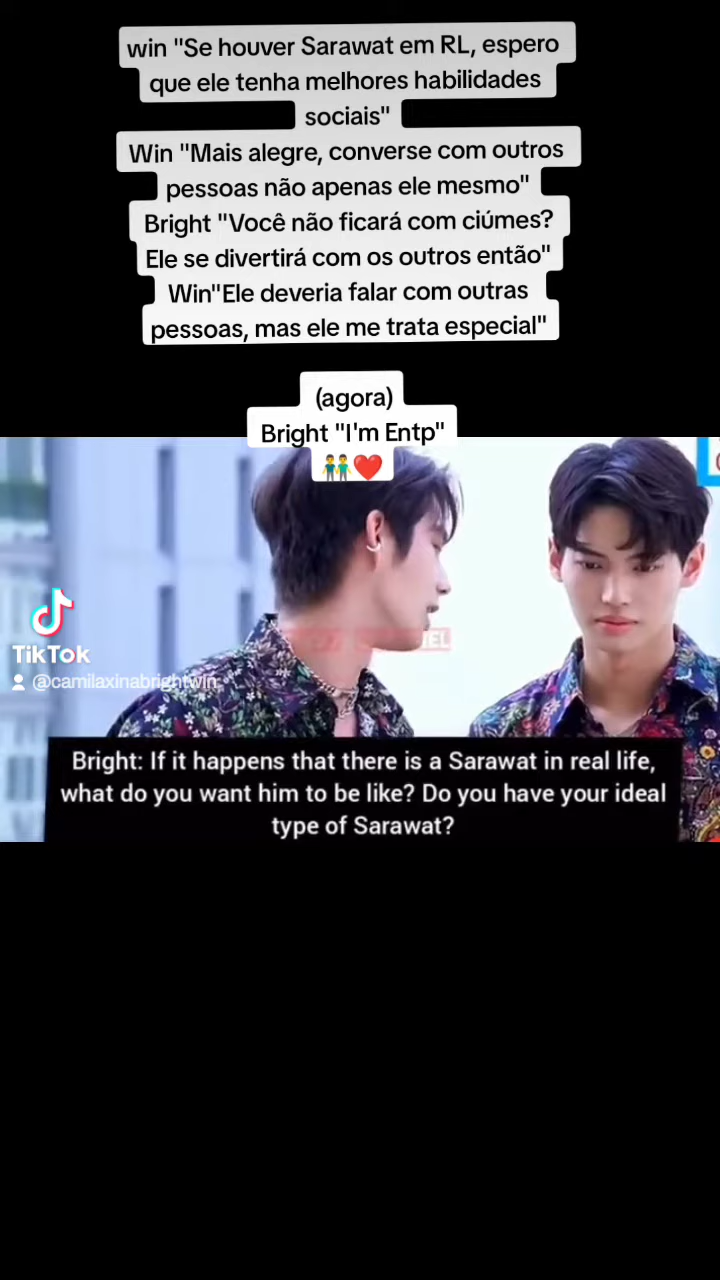 win "Se houver Sarawat em RL, espero
que ele tenha melhores habilidades
sociais"
Win "Mais alegre, converse com outros
pessoas não apenas ele mesmo"
Bright "Você não ficará com ciúmes?
Ele se divertirá com os outros então"
Win"Ele deveria falar com outras
pessoas, mas ele me trata especial"
(agora)
Bright "I'm Entp"
👬❤️
TikTok
@camilaxinabrightwin
Bright: If it happens that there is a Sarawat in real life,
what do you want him to be like? Do you have your ideal
type of Sarawat?